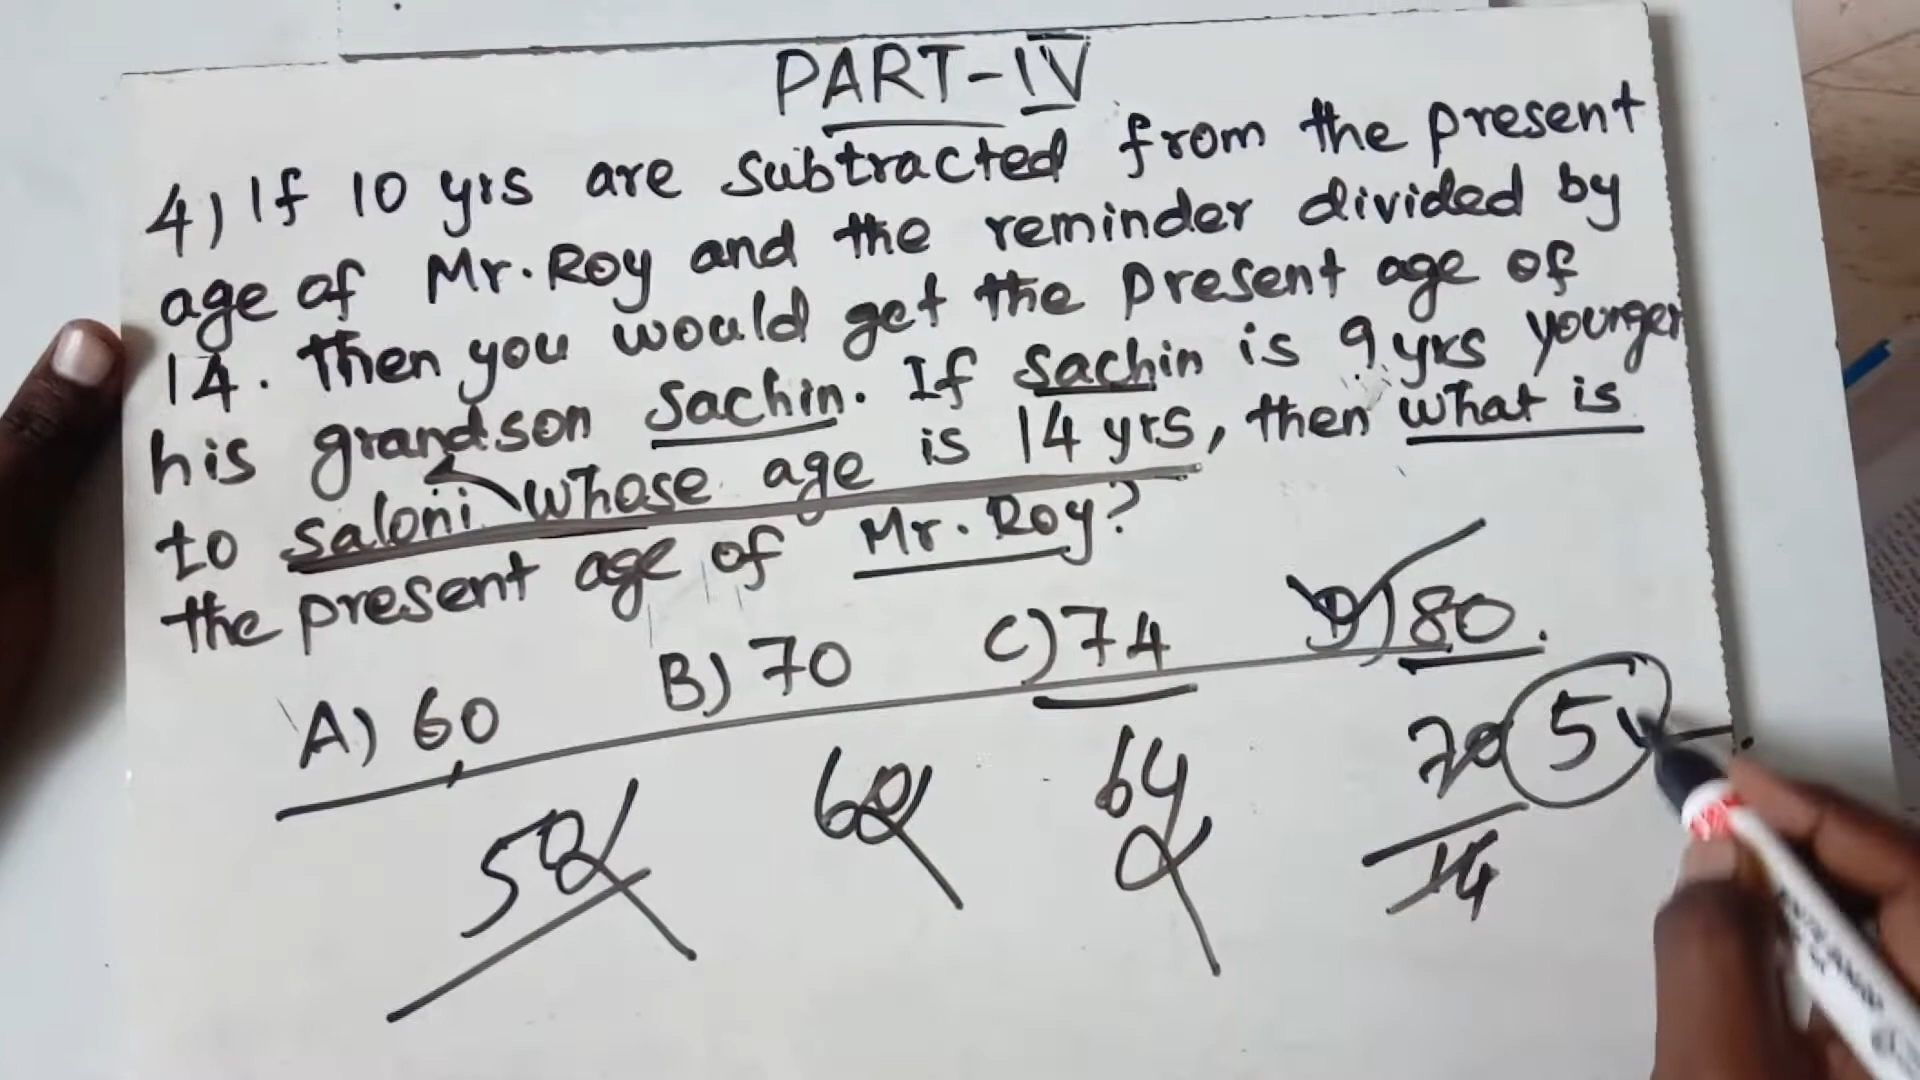 PART-IV
4) If 10 yrs are subtracted from the present
age of Mr. Roy and the reminder divided by
14. Then you would get the present age of
his grandson Sachin. If Sachin is 9 yrs younger
to saloni whose age is 14 yrs, then what is
the present age of Mr. Roy?
A) 60 B) 70 C) 74 D) 80.
50 60 64 70 5
14